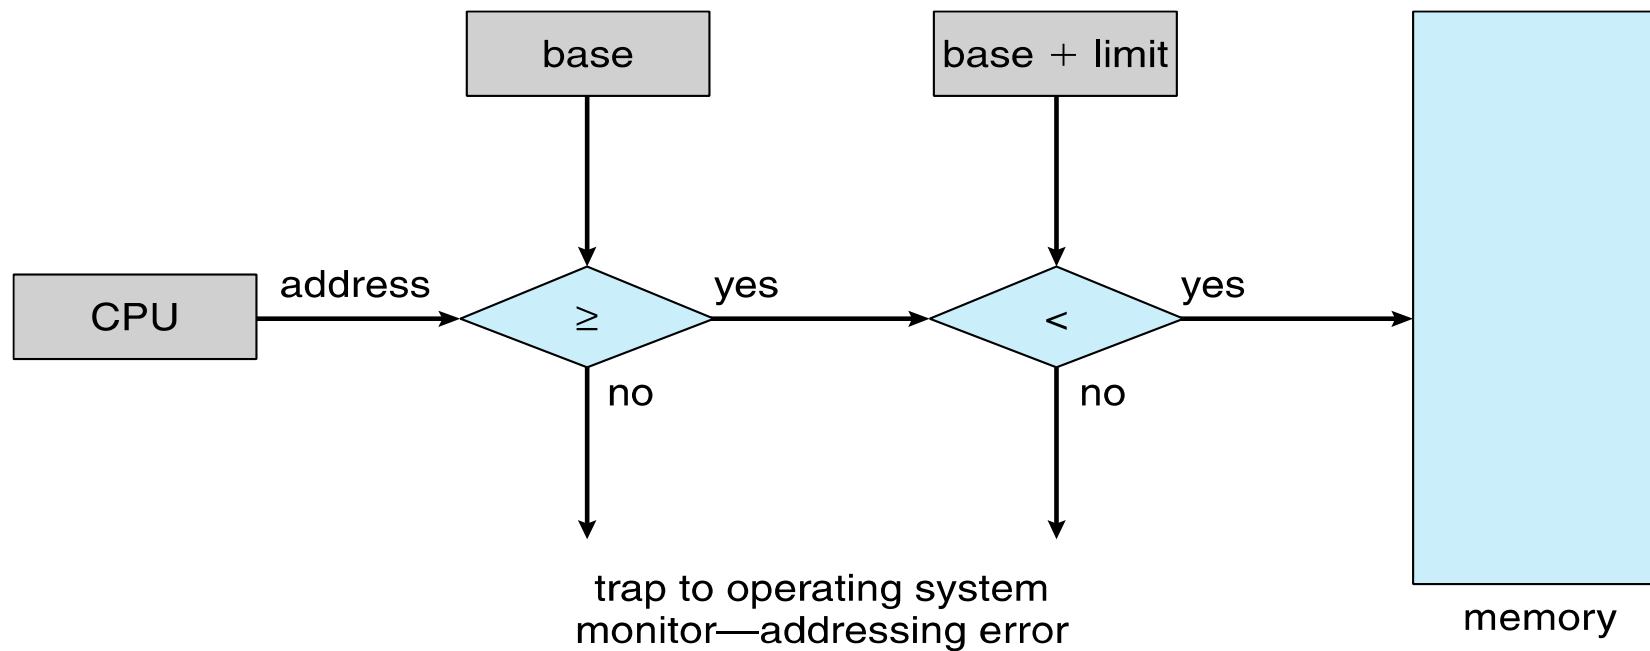 base
base + limit
CPU
address
≥
yes
<
yes
no
no
trap to operating system
monitor—addressing error
memory